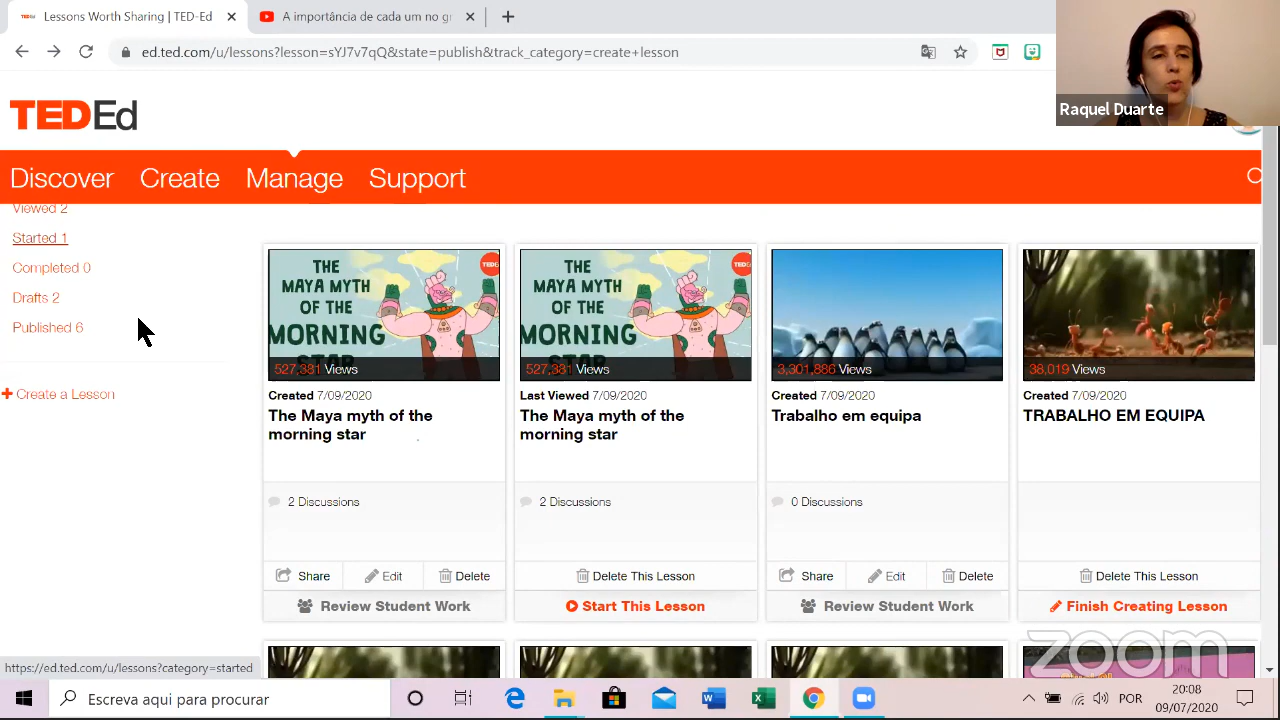 Lessons Worth Sharing | TED-Ed
A importância de cada um no gr
ed.ted.com/u/lessons?lesson=sYJ7v7qQ&state=publish&track_category=create+lesson
Raquel Duarte
TEDEd
Discover Create Manage Support
Viewed 2
Started 1
Completed 0
Drafts 2
Published 6
Create a Lesson
THE
MAYA MYTH
OF THE
MORNING
STAR
527,381 Views
Created 7/09/2020
The Maya myth of the
morning star
2 Discussions
Share Edit Delete
Review Student Work
THE
MAYA MYTH
OF THE
MORNING
STAR
527,381 Views
Last Viewed 7/09/2020
The Maya myth of the
morning star
2 Discussions
Delete This Lesson
Start This Lesson
3,301,886 Views
Created 7/09/2020
Trabalho em equipa
0 Discussions
Share Edit Delete
Review Student Work
38,019 Views
Created 7/09/2020
TRABALHO EM EQUIPA
Delete This Lesson
Finish Creating Lesson
zoom
https://ed.ted.com/u/lessons?category=started
Escreva aqui para procurar
POR
20:08
09/07/2020